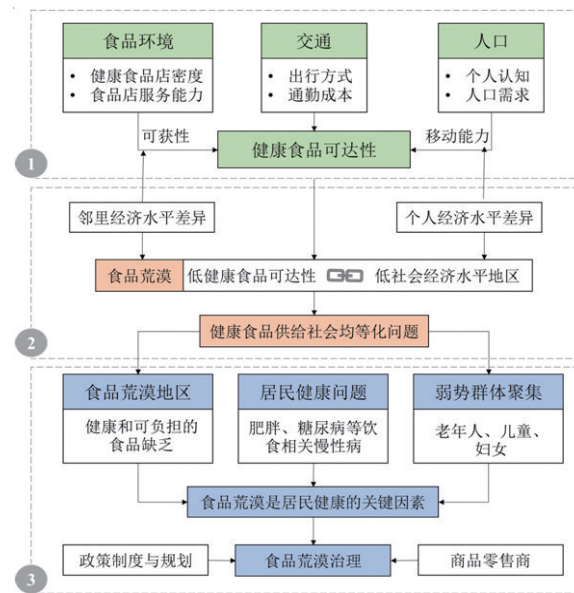 食品环境
• 健康食品店密度
• 食品店服务能力
交通
• 出行方式
• 通勤成本
人口
• 个人认知
• 人口需求
可获性
健康食品可达性
移动能力
1
邻里经济水平差异
个人经济水平差异
食品荒漠 低健康食品可达性 低社会经济水平地区
健康食品供给社会均等化问题
2
食品荒漠地区
健康和可负担的
食品缺乏
居民健康问题
肥胖、糖尿病等饮
食相关慢性病
弱势群体聚集
老年人、儿童、
妇女
食品荒漠是居民健康的关键因素
政策制度与规划
食品荒漠治理
商品零售商
3